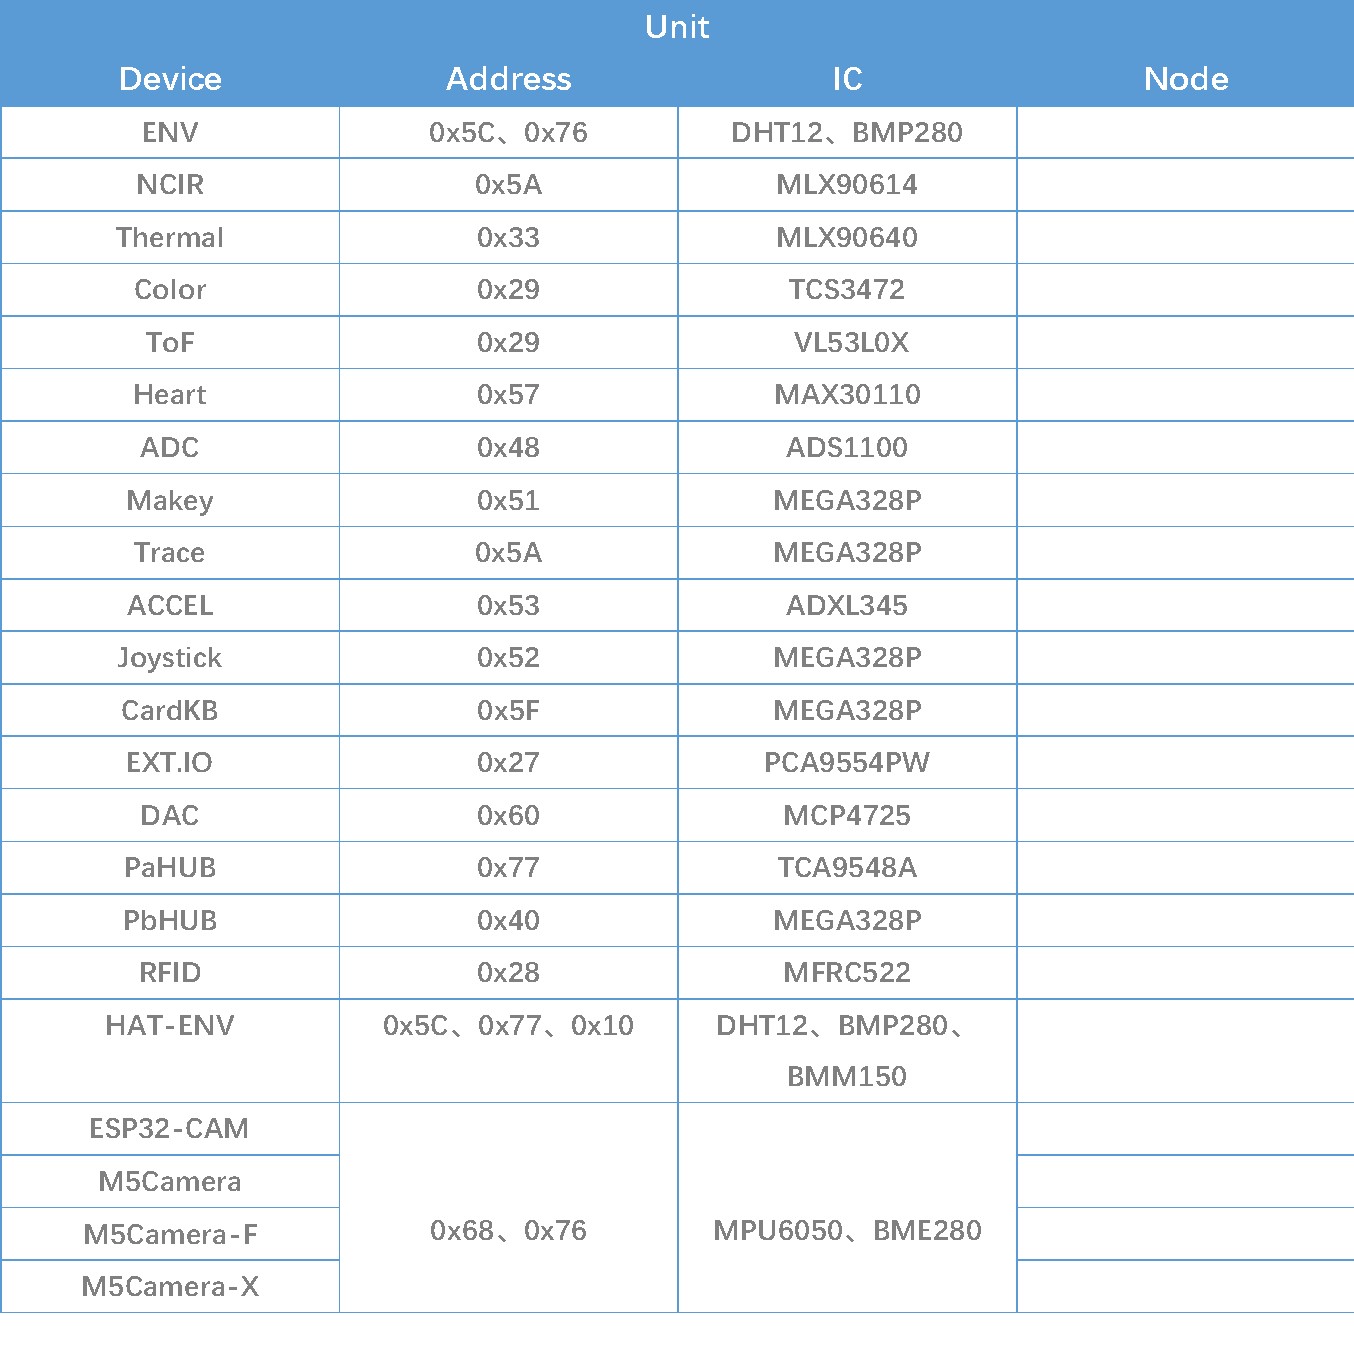 Unit
Device Address IC Node
ENV 0x5C、0x76 DHT12、BMP280
NCIR 0x5A MLX90614
Thermal 0x33 MLX90640
Color 0x29 TCS3472
ToF 0x29 VL53L0X
Heart 0x57 MAX30110
ADC 0x48 ADS1100
Makey 0x51 MEGA328P
Trace 0x5A MEGA328P
ACCEL 0x53 ADXL345
Joystick 0x52 MEGA328P
CardKB 0x5F MEGA328P
EXT.IO 0x27 PCA9554PW
DAC 0x60 MCP4725
PaHUB 0x77 TCA9548A
PbHUB 0x40 MEGA328P
RFID 0x28 MFRC522
HAT-ENV 0x5C、0x77、0x10 DHT12、BMP280、
BMM150
ESP32-CAM
M5Camera
M5Camera-F 0x68、0x76 MPU6050、BME280
M5Camera-X